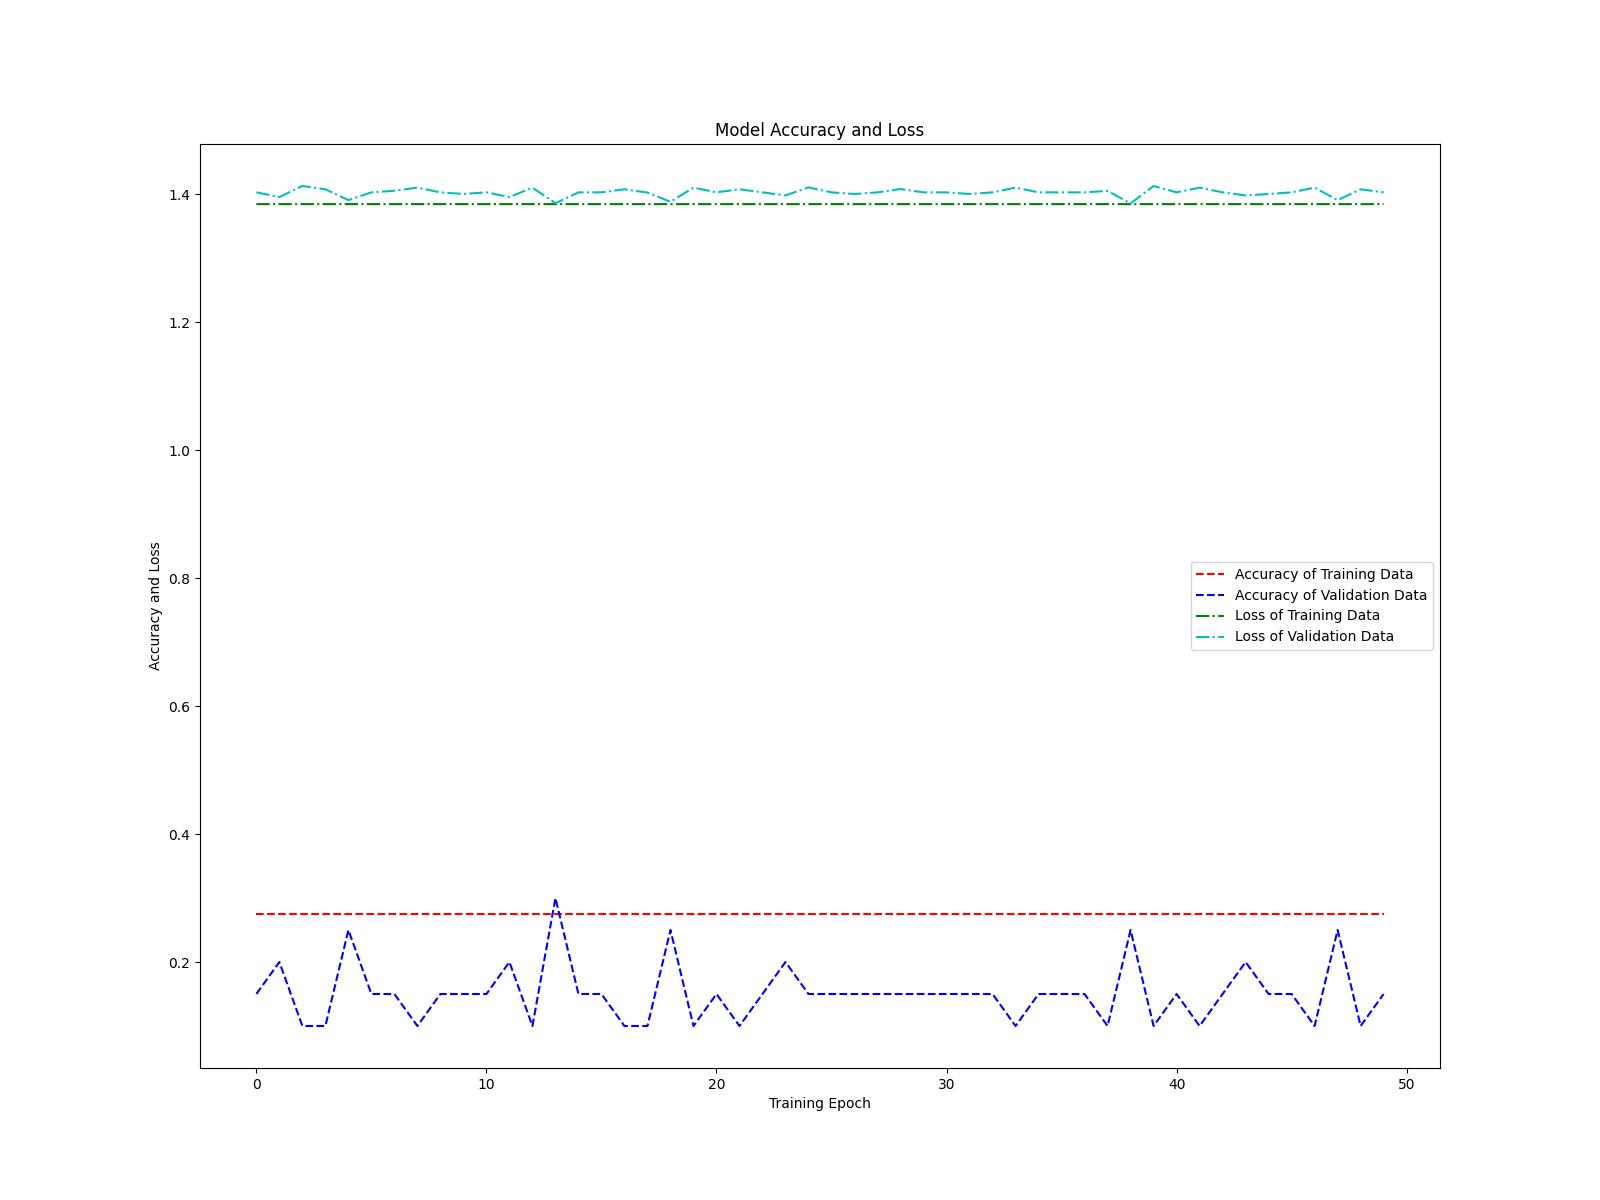 Model Accuracy and Loss
1.4
1.2
1.0
0.8
0.6
0.4
0.2
Accuracy and Loss
Accuracy of Training Data
Accuracy of Validation Data
Loss of Training Data
Loss of Validation Data
0 10 20 30 40 50
Training Epoch